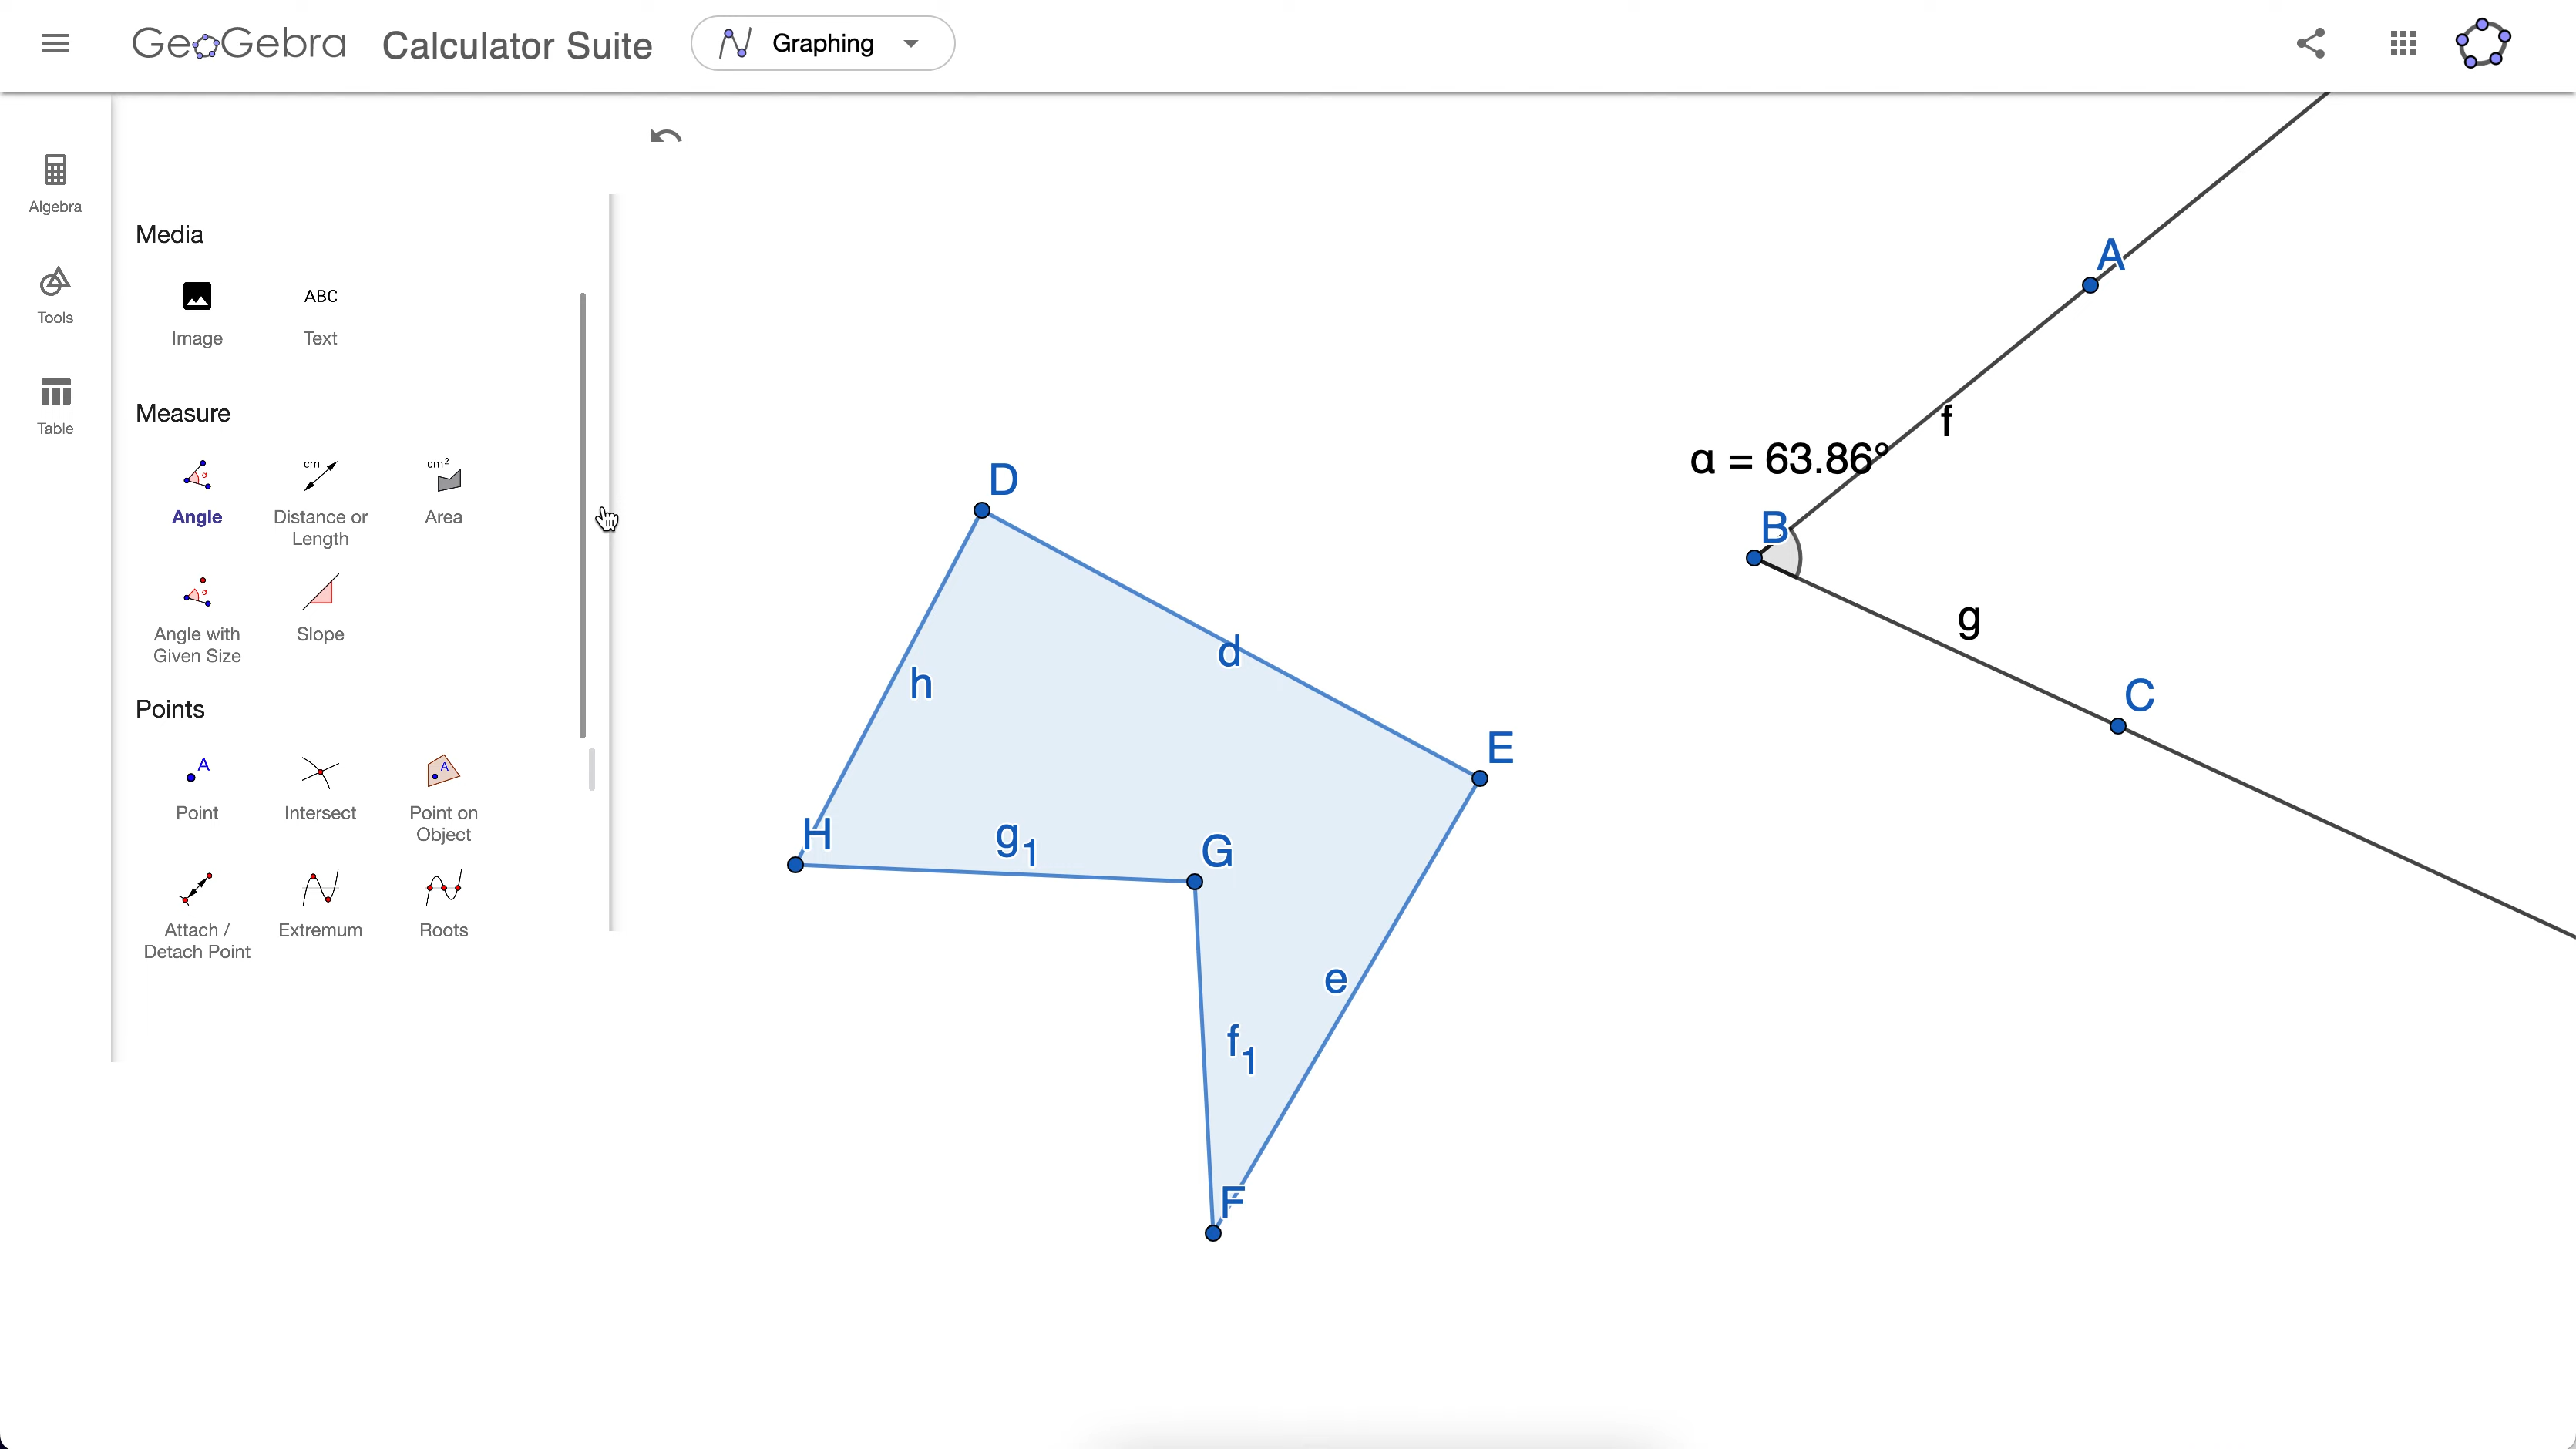 GeoGebra Calculator Suite Graphing
Algebra
Tools
Table
Media
ABC
Image Text
Measure
α cm cm²
Angle Distance or Length Area
α
Angle with Given Size Slope
Points
A A
Point Intersect Point on Object
Attach / Detach Point Extremum Roots
A
f
α = 63.86°
B
g
C
D
d
h
E
H
g₁
G
e
f₁
F